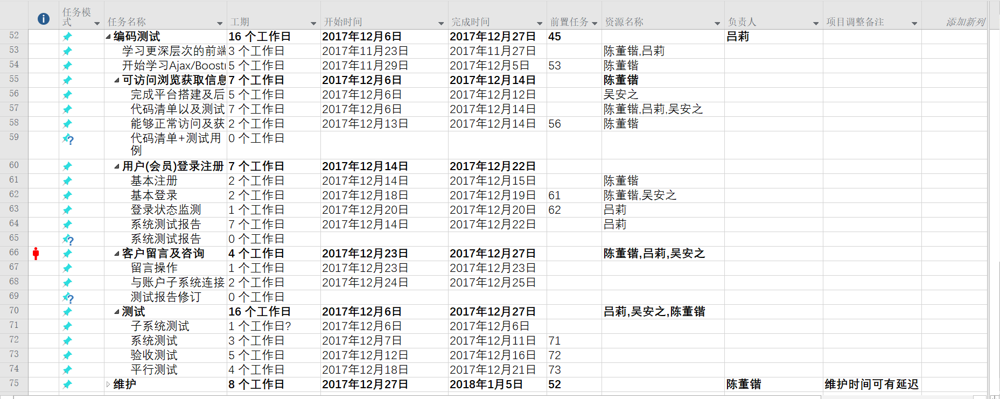 任务模式 任务名称 工期 开始时间 完成时间 前置任务 资源名称 负责人 项目调整备注 添加新列
52 编码测试 16 个工作日 2017年12月6日 2017年12月27日 45 吕莉
53 学习更深层次的前端 3 个工作日 2017年11月23日 2017年11月27日 陈董锴,吕莉
54 开始学习Ajax/Boostr 5 个工作日 2017年11月29日 2017年12月5日 53 陈董锴
55 可访问浏览获取信息 7 个工作日 2017年12月6日 2017年12月14日 陈董锴
56 完成平台搭建及后 5 个工作日 2017年12月6日 2017年12月12日 吴安之
57 代码清单以及测试 7 个工作日 2017年12月6日 2017年12月14日 陈董锴,吕莉,吴安之
58 能够正常访问及获 2 个工作日 2017年12月13日 2017年12月14日 56 陈董锴
59 代码清单+测试用例 0 个工作日
60 用户(会员)登录注册 7 个工作日 2017年12月14日 2017年12月22日
61 基本注册 2 个工作日 2017年12月14日 2017年12月15日 陈董锴
62 基本登录 2 个工作日 2017年12月18日 2017年12月19日 61 陈董锴,吴安之
63 登录状态监测 1 个工作日 2017年12月20日 2017年12月20日 62 吕莉
64 系统测试报告 7 个工作日 2017年12月14日 2017年12月22日 吕莉
65 系统测试报告 0 个工作日
66 客户留言及咨询 4 个工作日 2017年12月23日 2017年12月27日 陈董锴,吕莉,吴安之
67 留言操作 1 个工作日 2017年12月23日 2017年12月23日
68 与账户子系统连接 2 个工作日 2017年12月24日 2017年12月25日
69 测试报告修订 0 个工作日
70 测试 16 个工作日 2017年12月6日 2017年12月27日 吕莉,吴安之,陈董锴
71 子系统测试 1 个工作日? 2017年12月6日 2017年12月6日
72 系统测试 3 个工作日 2017年12月7日 2017年12月11日 71
73 验收测试 5 个工作日 2017年12月12日 2017年12月16日 72
74 平行测试 4 个工作日 2017年12月18日 2017年12月21日 73
75 维护 8 个工作日 2017年12月27日 2018年1月5日 52 陈董锴 维护时间可有延迟